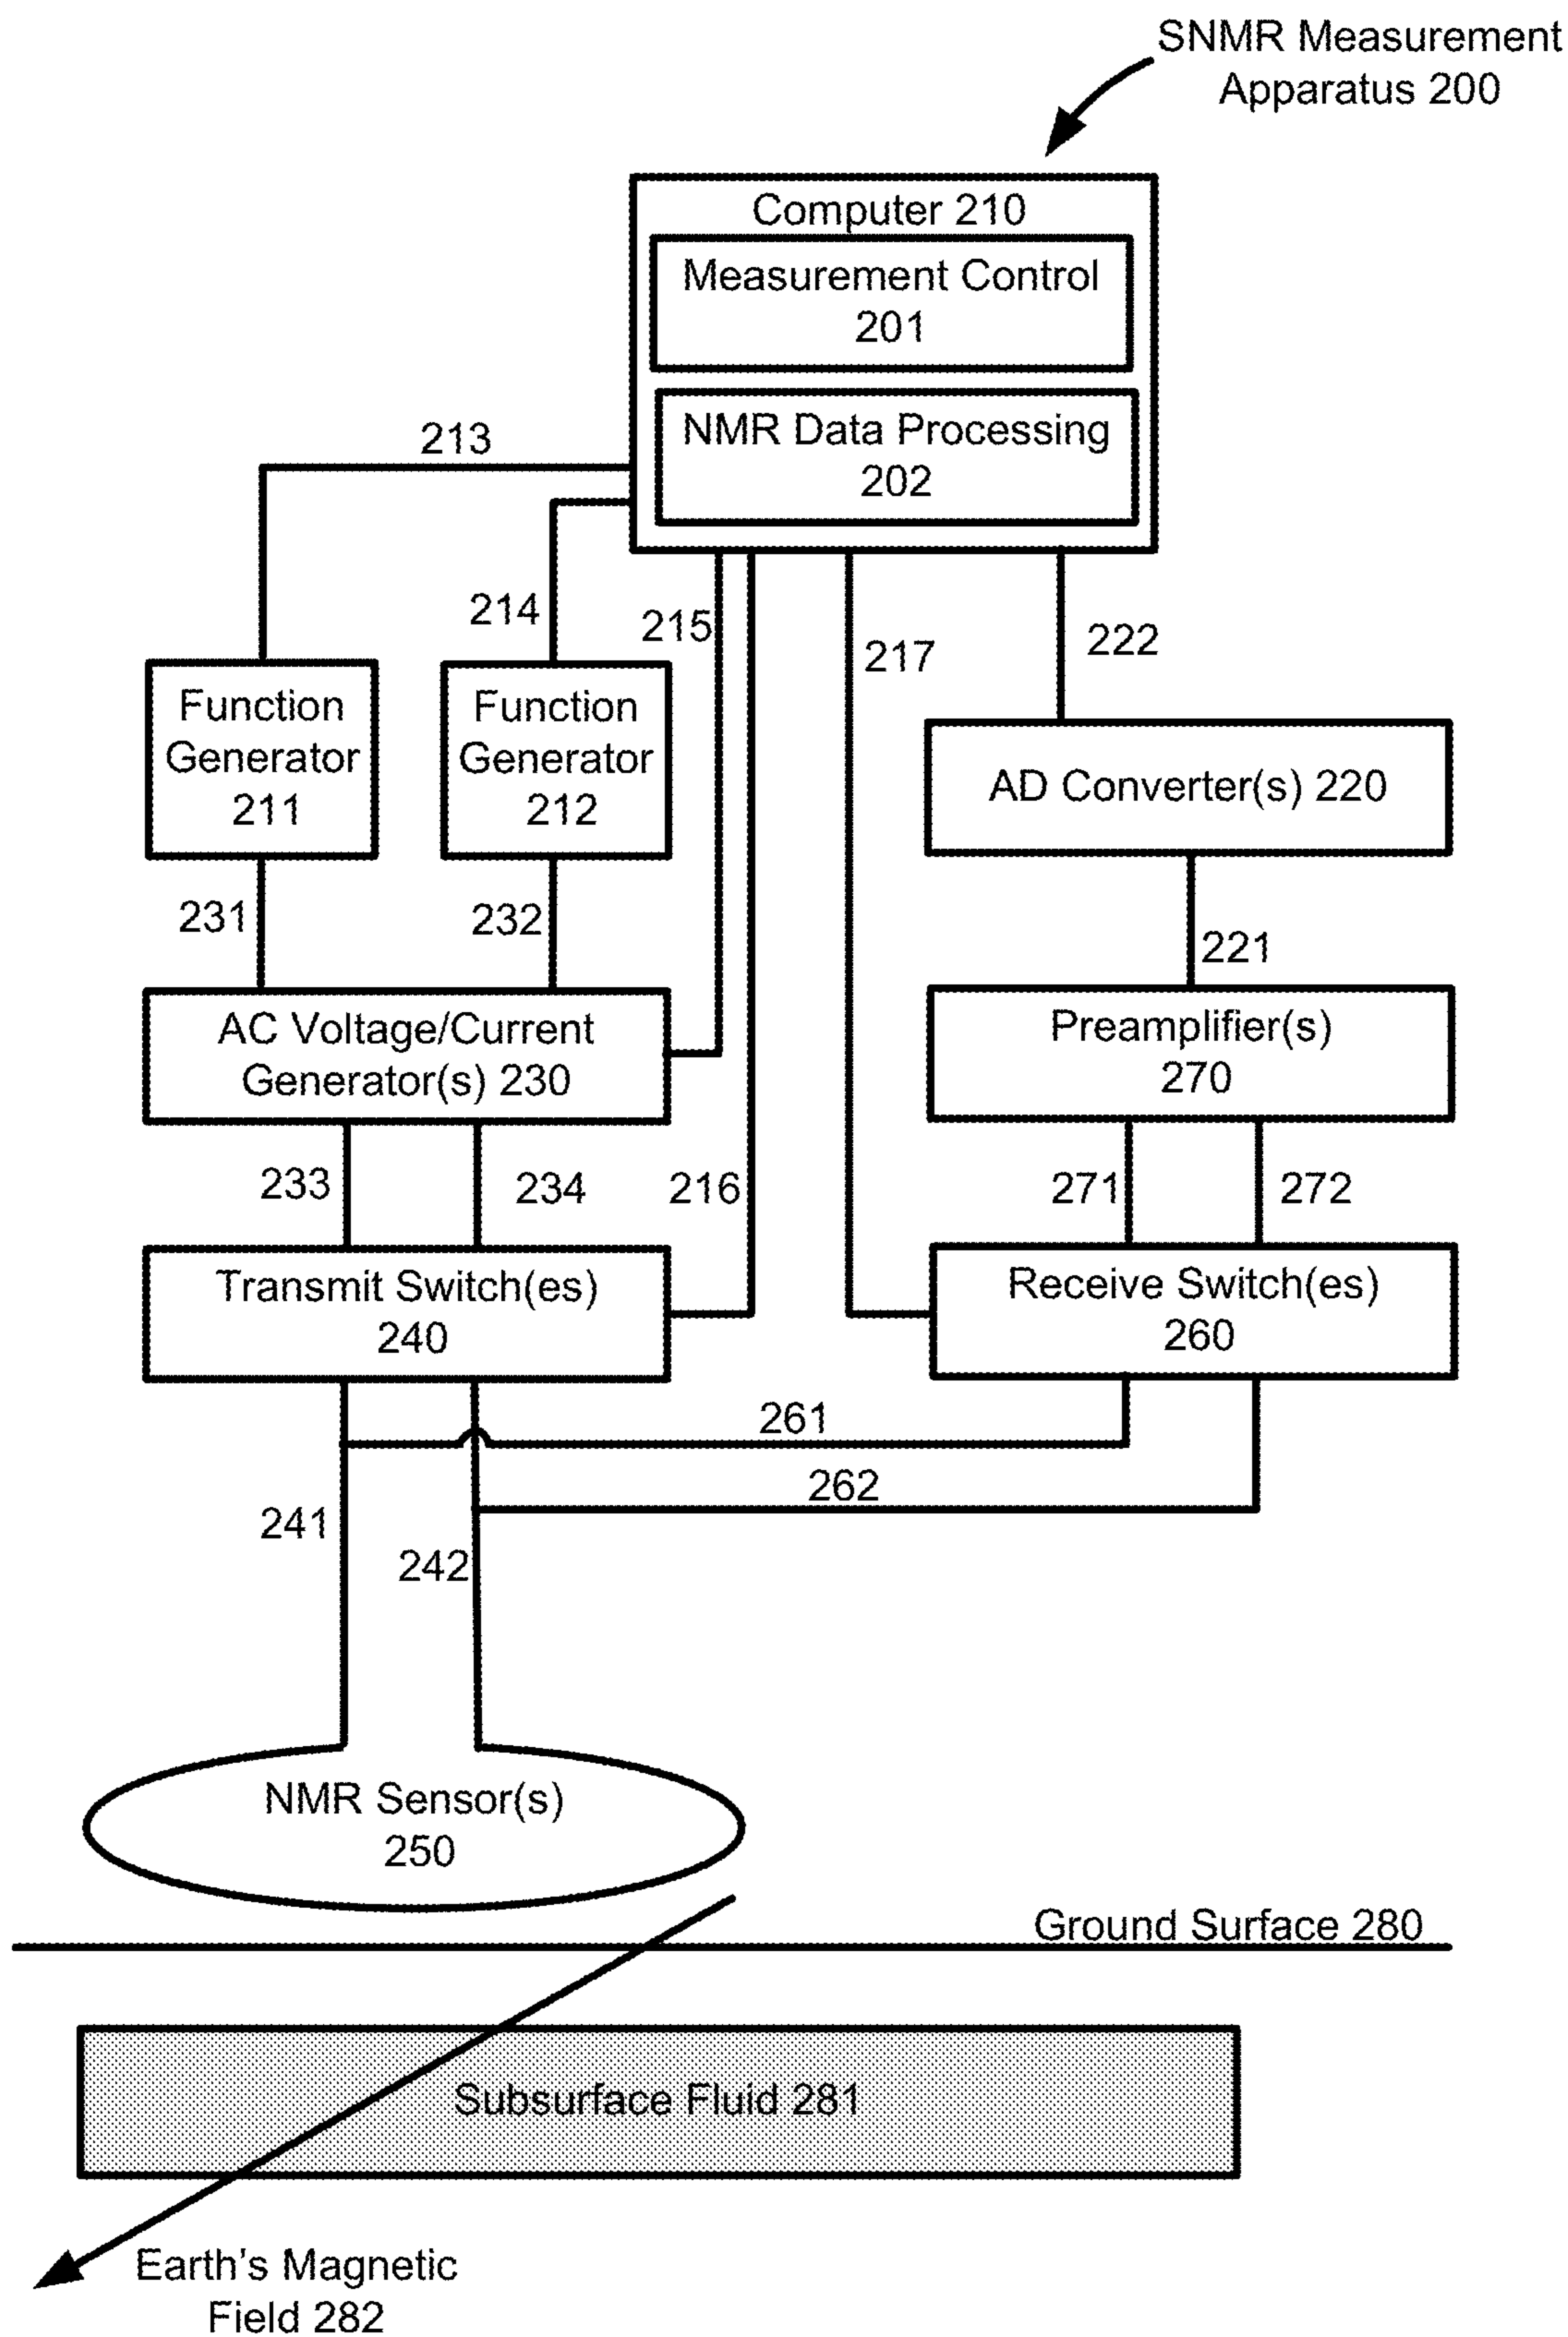 SNMR Measurement
Apparatus 200
Computer 210
Measurement Control
201
NMR Data Processing
202
213
214
215
217
222
Function
Generator
211
Function
Generator
212
AD Converter(s) 220
231
232
221
AC Voltage/Current
Generator(s) 230
Preamplifier(s)
270
233
234
216
271
272
Transmit Switch(es)
240
Receive Switch(es)
260
261
262
241
242
NMR Sensor(s)
250
Ground Surface 280
Subsurface Fluid 281
Earth's Magnetic
Field 282